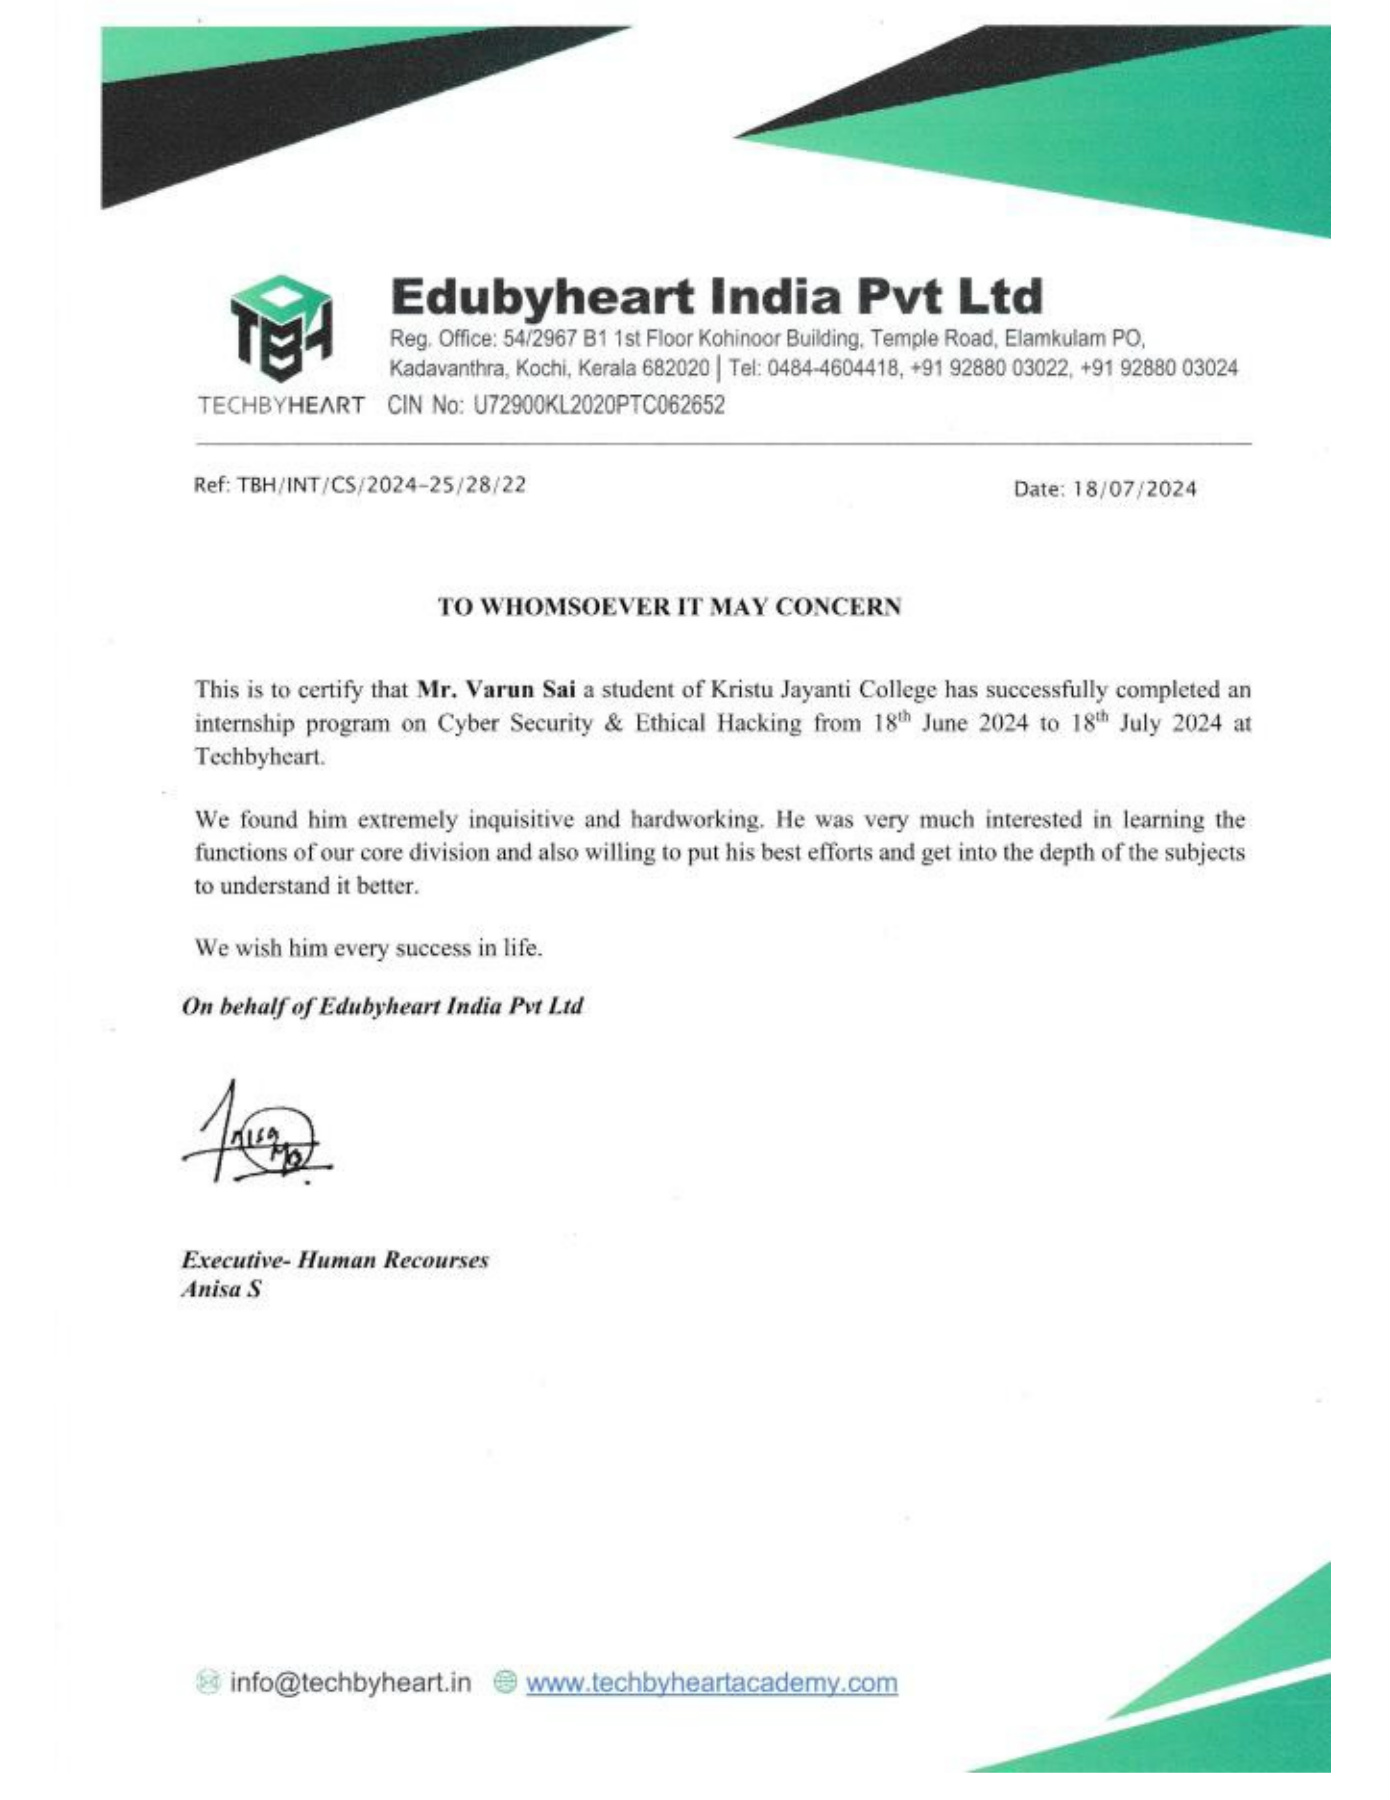 Edubyheart India Pvt Ltd
Reg. Office: 54/2967 B1 1st Floor Kohinoor Building, Temple Road, Elamkulam PO,
Kadavanthra, Kochi, Kerala 682020 | Tel: 0484-4604418, +91 92880 03022, +91 92880 03024
TBH
TECHBYHEART CIN No: U72900KL2020PTC062652
Ref: TBH/INT/CS/2024-25/28/22
Date: 18/07/2024
TO WHOMSOEVER IT MAY CONCERN
This is to certify that Mr. Varun Sai a student of Kristu Jayanti College has successfully completed an
internship program on Cyber Security & Ethical Hacking from 18th June 2024 to 18th July 2024 at
Techbyheart.
We found him extremely inquisitive and hardworking. He was very much interested in learning the
functions of our core division and also willing to put his best efforts and get into the depth of the subjects
to understand it better.
We wish him every success in life.
On behalf of Edubyheart India Pvt Ltd
Anisa
Executive- Human Recourses
Anisa S
info@techbyheart.in www.techbyheartacademy.com